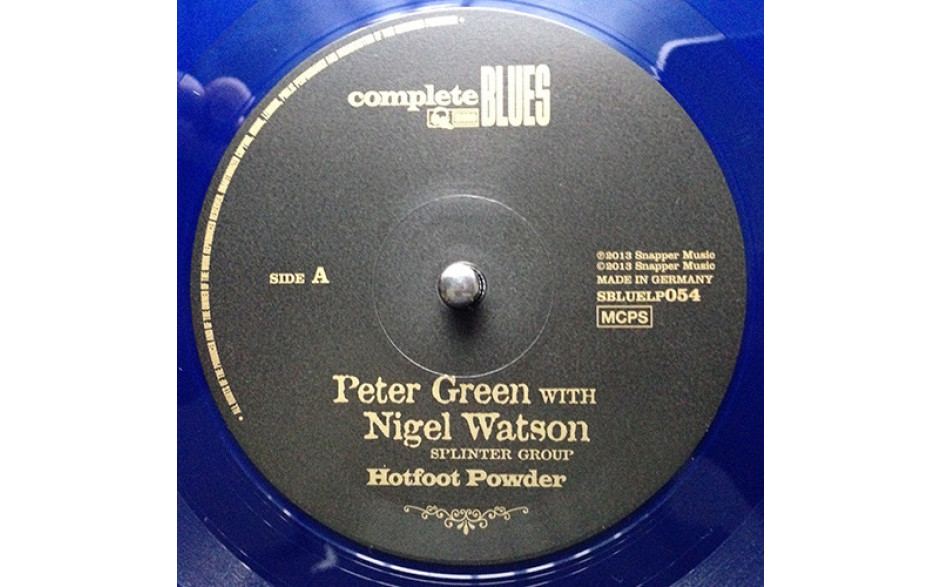 complete BLUES
SIDE A
℗2013 Snapper Music
©2013 Snapper Music
MADE IN GERMANY
SBLUELP054
MCPS
Peter Green WITH
Nigel Watson
SPLINTER GROUP
Hotfoot Powder